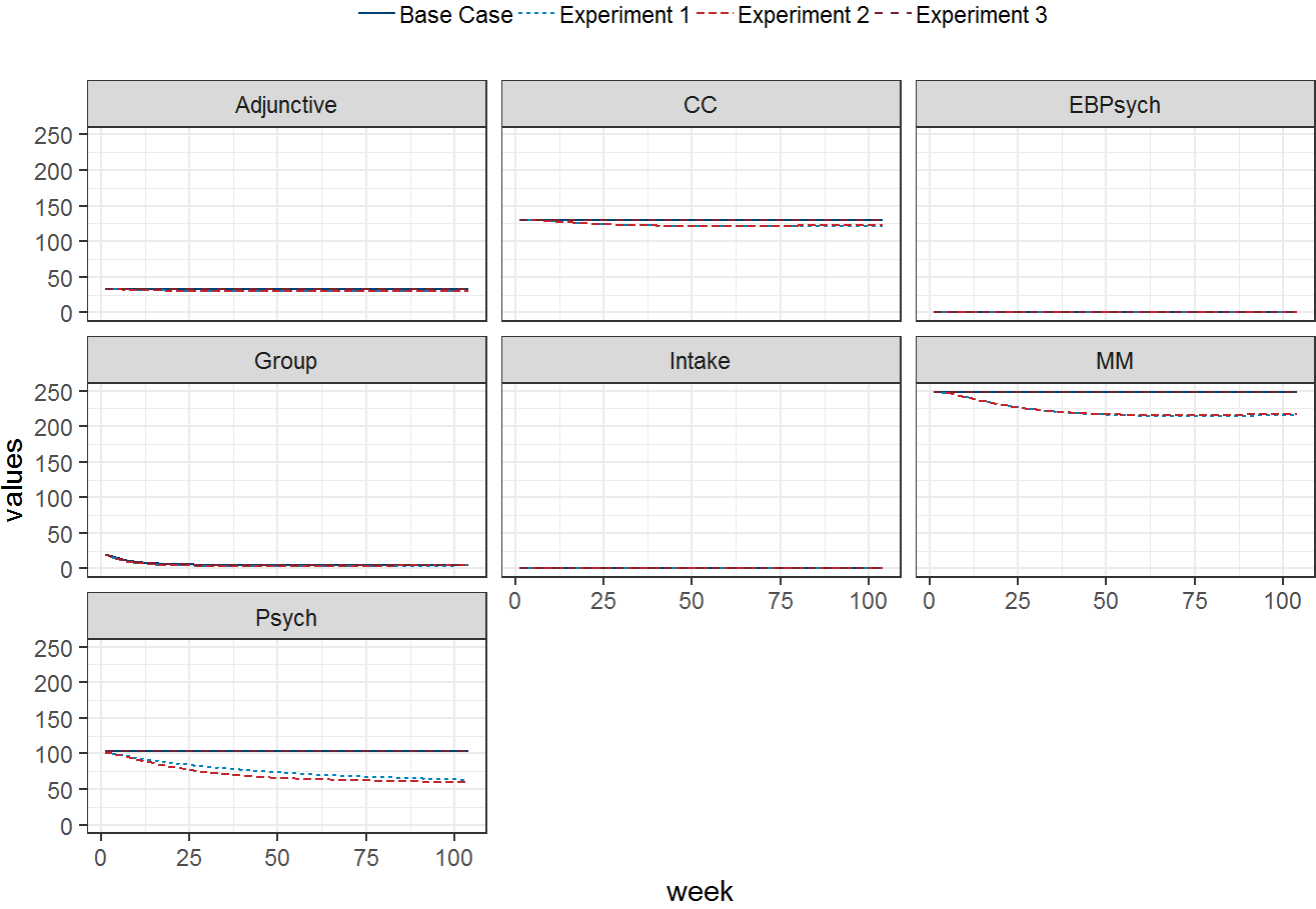 Base Case Experiment 1 Experiment 2 Experiment 3
Adjunctive CC EBPsych
250
200
150
100
50
0
Group Intake MM
250
200
150
100
50
0
0 25 50 75 100 0 25 50 75 100
Psych
250
200
150
100
50
0
0 25 50 75 100
values
week